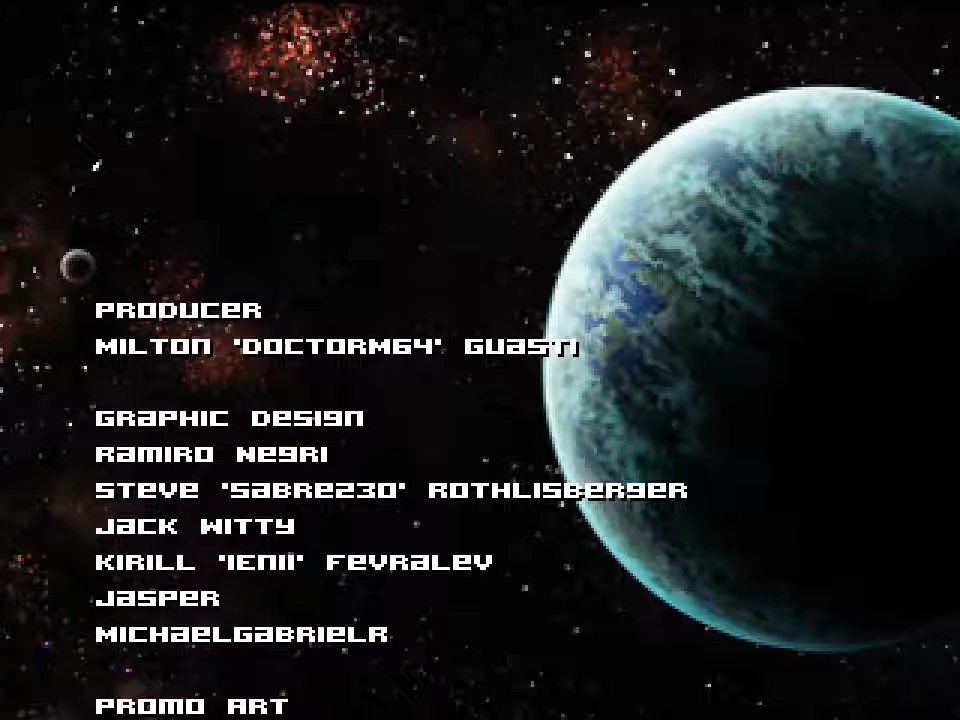 PRODUCER
MILTON 'DOCTORM64' GUASTI
GRAPHIC DESIGN
RAMIRO NEGRI
STEVE 'SABRE230' ROTHLISBERGER
JACK WITTY
KIRILL 'IENII' FEVRALEV
JASPER
MICHAELGABRIELR
PROMO ART